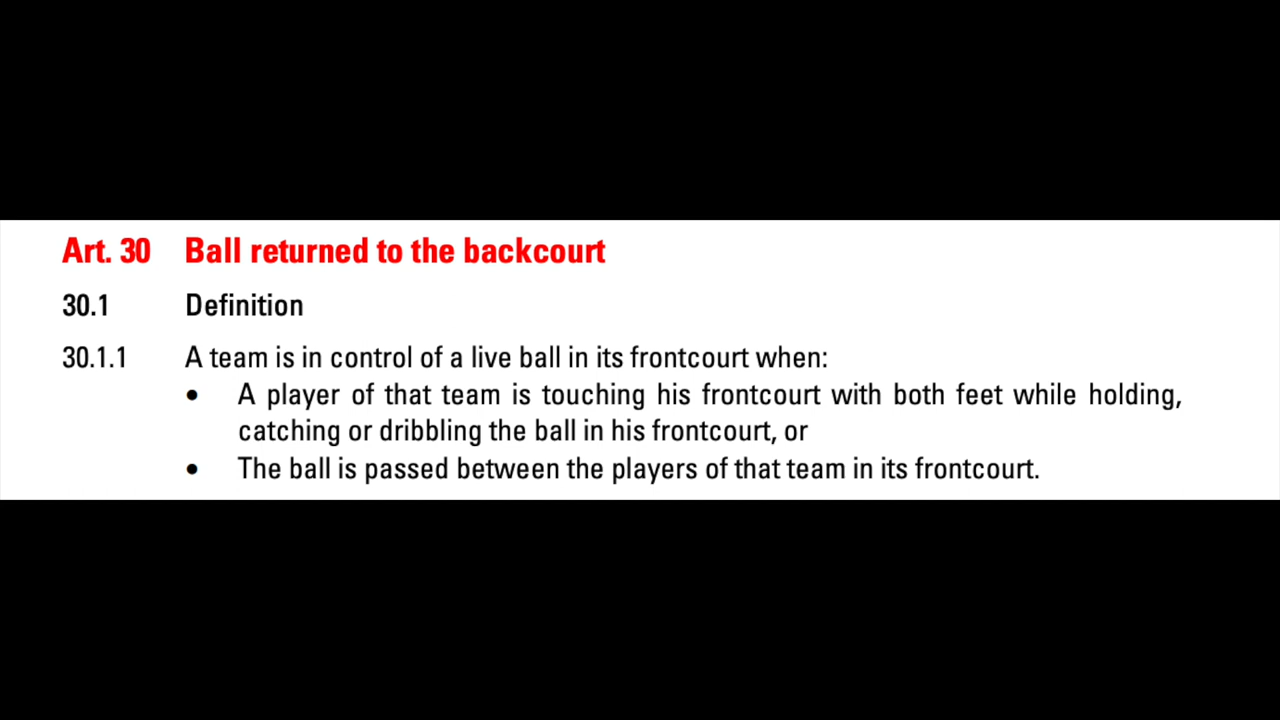 Art. 30 Ball returned to the backcourt
30.1 Definition
30.1.1 A team is in control of a live ball in its frontcourt when:
• A player of that team is touching his frontcourt with both feet while holding,
catching or dribbling the ball in his frontcourt, or
• The ball is passed between the players of that team in its frontcourt.